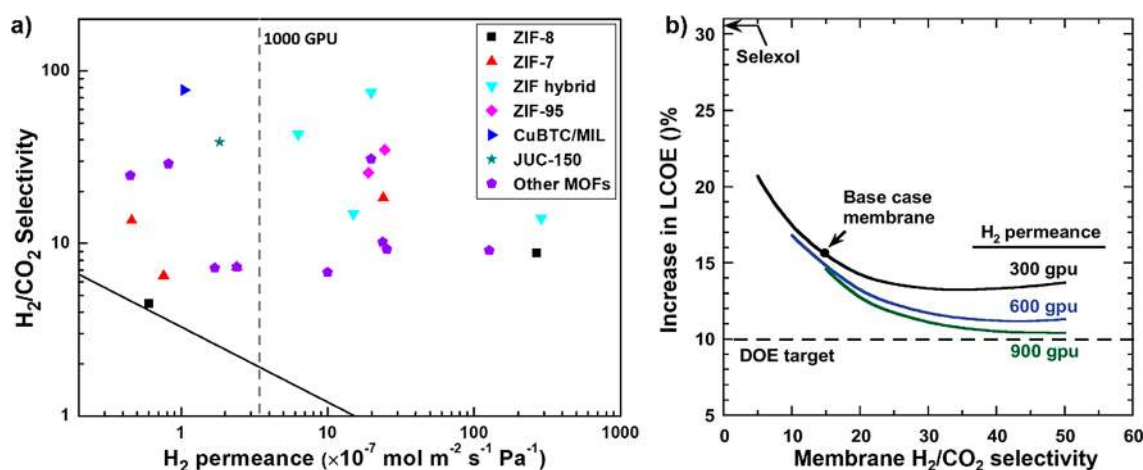 a)
1000 GPU
ZIF-8
ZIF-7
ZIF hybrid
ZIF-95
CuBTC/MIL
JUC-150
Other MOFs
100
10
1
H2/CO2 Selectivity
1
10
100
1000
H2 permeance (×10⁻⁷ mol m⁻² s⁻¹ Pa⁻¹)
b)
Selexol
Base case
membrane
H2 permeance
300 gpu
600 gpu
900 gpu
DOE target
30
25
20
15
10
5
Increase in LCOE ()%
0
10
20
30
40
50
60
Membrane H2/CO2 selectivity